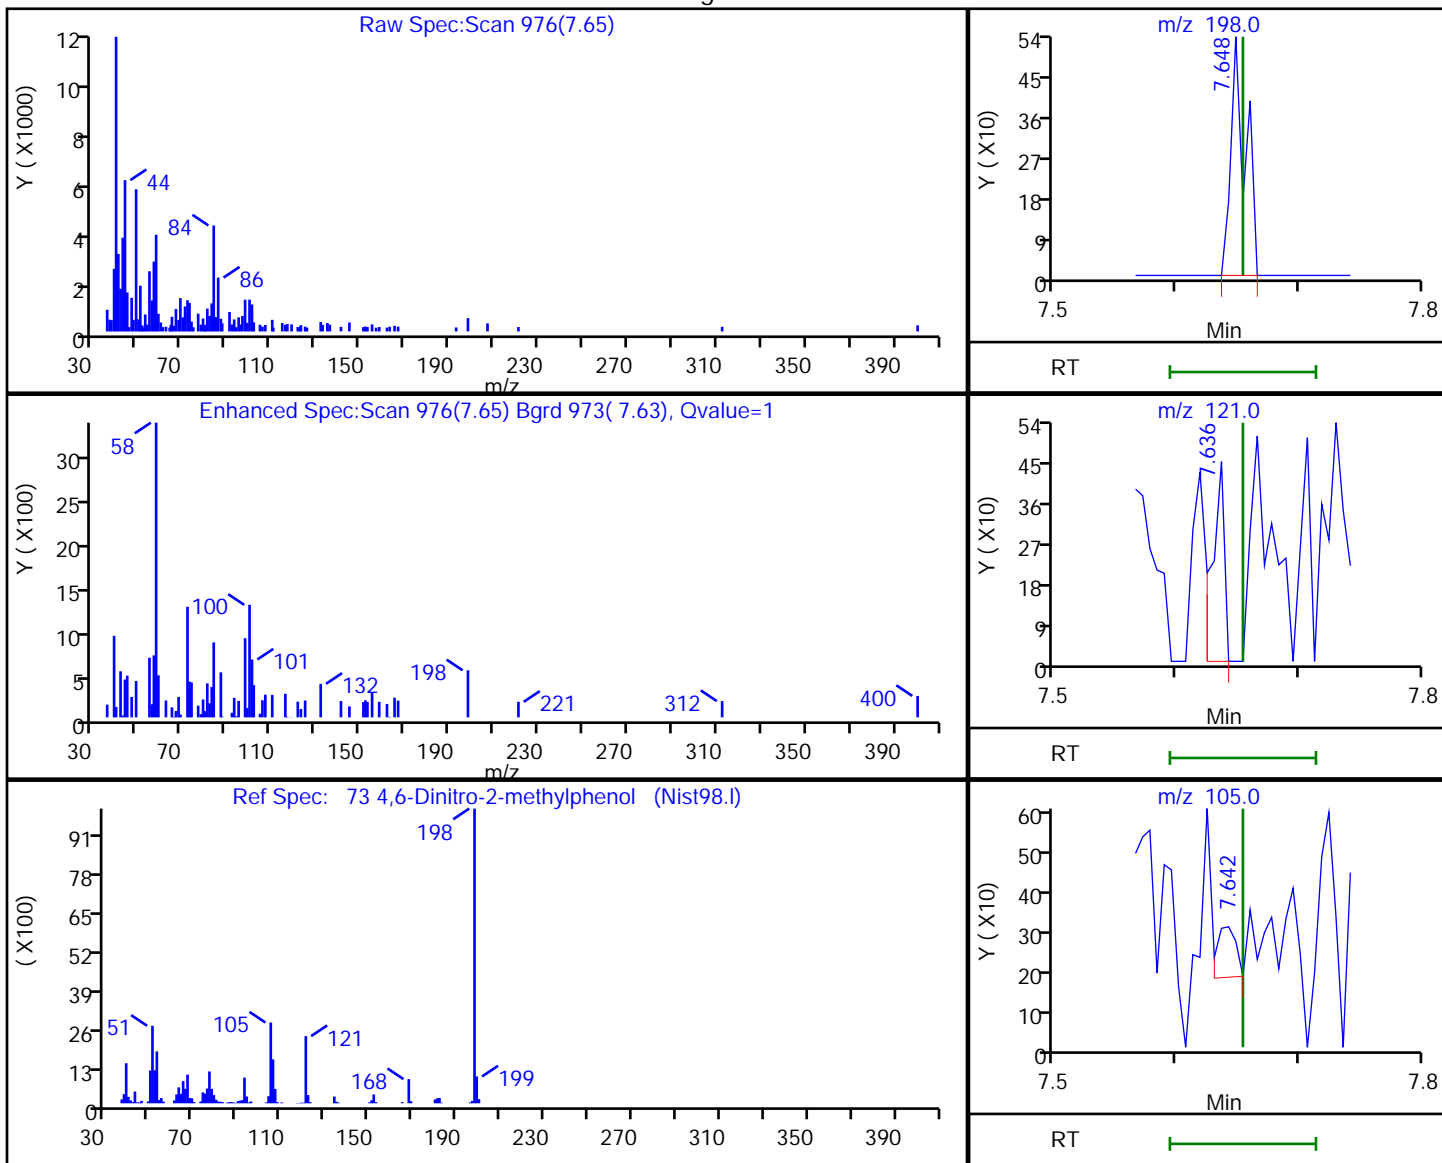 Raw Spec:Scan 976(7.65)
Y ( X1000)
12
10
8
6
4
2
0
44
84
86
30 70 110 150 190 230 270 310 350 390
m/z
m/z 198.0
Y ( X10)
54
45
36
27
18
9
0
7.648
7.5 7.8
Min
RT
Enhanced Spec:Scan 976(7.65) Bgrd 973( 7.63), Qvalue=1
Y ( X100)
30
25
20
15
10
5
0
58
100
101
132
198
221
312
400
30 70 110 150 190 230 270 310 350 390
m/z
m/z 121.0
Y ( X10)
54
45
36
27
18
9
0
7.636
7.5 7.8
Min
RT
Ref Spec: 73 4,6-Dinitro-2-methylphenol (Nist98.l)
( X100)
91
78
65
52
39
26
13
0
51
105
121
168
198
199
30 70 110 150 190 230 270 310 350 390
m/z 105.0
Y ( X10)
60
50
40
30
20
10
0
7.642
7.5 7.8
Min
RT